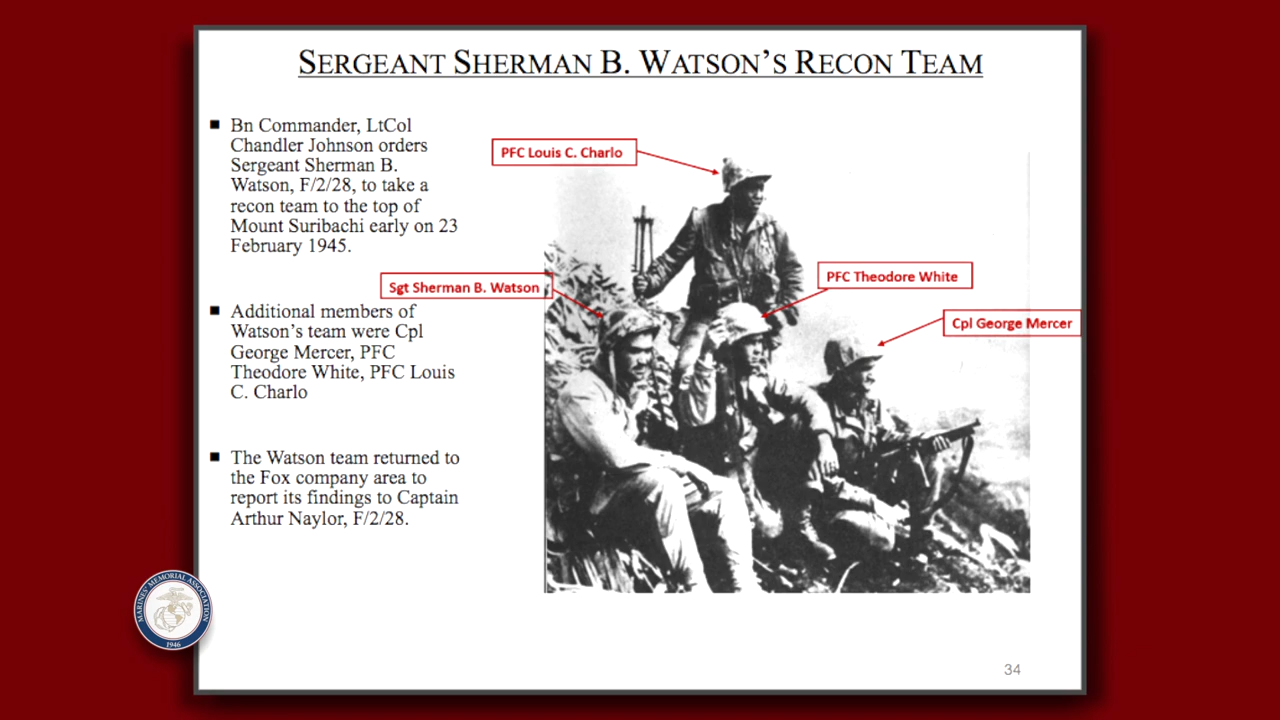 SERGEANT SHERMAN B. WATSON'S RECON TEAM
■ Bn Commander, LtCol
Chandler Johnson orders
Sergeant Sherman B.
Watson, F/2/28, to take a
recon team to the top of
Mount Suribachi early on 23
February 1945.
■ Additional members of
Watson's team were Cpl
George Mercer, PFC
Theodore White, PFC Louis
C. Charlo
■ The Watson team returned to
the Fox company area to
report its findings to Captain
Arthur Naylor, F/2/28.
PFC Louis C. Charlo
Sgt Sherman B. Watson
PFC Theodore White
Cpl George Mercer
MARINES' MEMORIAL ASSOCIATION
1946
34